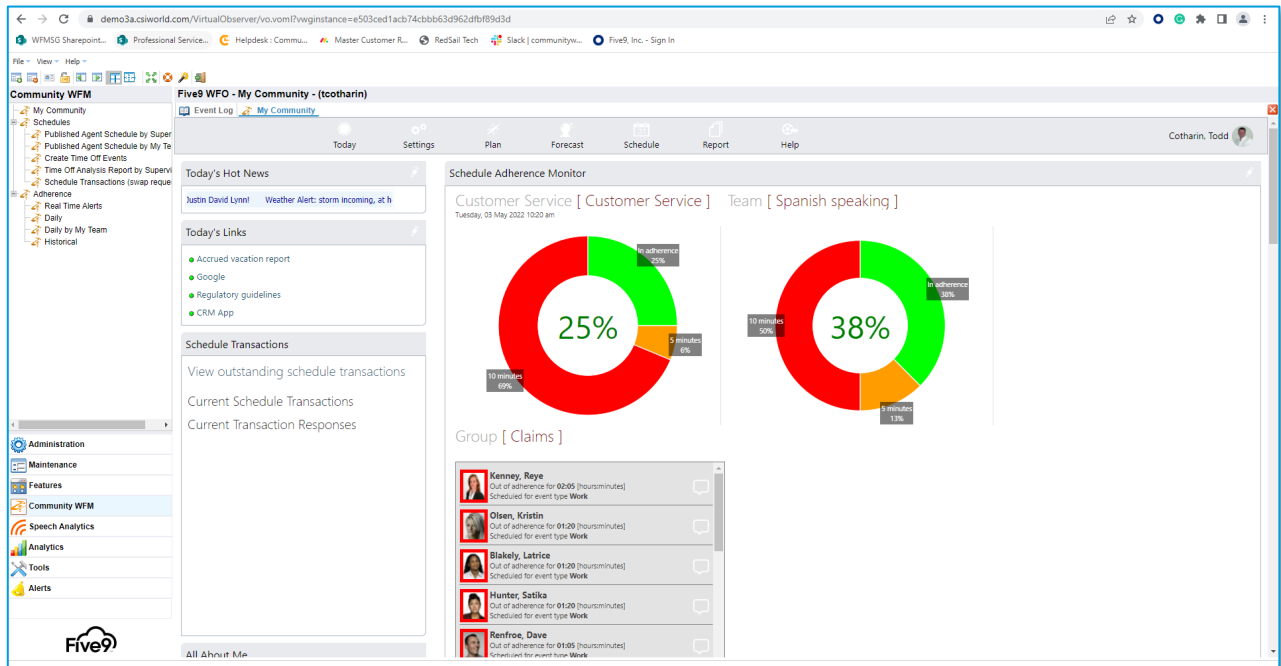 demo3a.csiworld.com/VirtualObserver/vo.voml?vwginstance=e503ced1acb74cbbb63d962dfbf89d3d
WFMSG Sharepoint... Professional Service... Helpdesk : Commu... Master Customer R... RedSail Tech Slack | communityw... Five9, Inc. - Sign In
File View Help
Community WFM
My Community
Schedules
Published Agent Schedule by Super
Published Agent Schedule by My Te
Create Time Off Events
Time Off Analysis Report by Supervi
Schedule Transactions (swap reque
Adherence
Real Time Alerts
Daily
Daily by My Team
Historical
Administration
Maintenance
Features
Community WFM
Speech Analytics
Analytics
Tools
Alerts
Five9
Five9 WFO - My Community - (tcotharin)
Event Log My Community
Today Settings Plan Forecast Schedule Report Help
Cotharin, Todd
Today's Hot News
Justin David Lynn! Weather Alert: storm incoming, at h
Today's Links
Accrued vacation report
Google
Regulatory guidelines
CRM App
Schedule Transactions
View outstanding schedule transactions
Current Schedule Transactions
Current Transaction Responses
All About Me
Schedule Adherence Monitor
Customer Service [ Customer Service ]
Tuesday, 03 May 2022 10:20 am
In adherence
25%
25%
5 minutes
6%
10 minutes
69%
Team [ Spanish speaking ]
In adherence
38%
10 minutes
50%
38%
5 minutes
13%
Group [ Claims ]
Kenney, Reye
Out of adherence for 02:05 [hours:minutes]
Scheduled for event type Work
Olsen, Kristin
Out of adherence for 01:20 [hours:minutes]
Scheduled for event type Work
Blakely, Latrice
Out of adherence for 01:20 [hours:minutes]
Scheduled for event type Work
Hunter, Satika
Out of adherence for 01:20 [hours:minutes]
Scheduled for event type Work
Renfroe, Dave
Out of adherence for 01:05 [hours:minutes]
Scheduled for event type Work